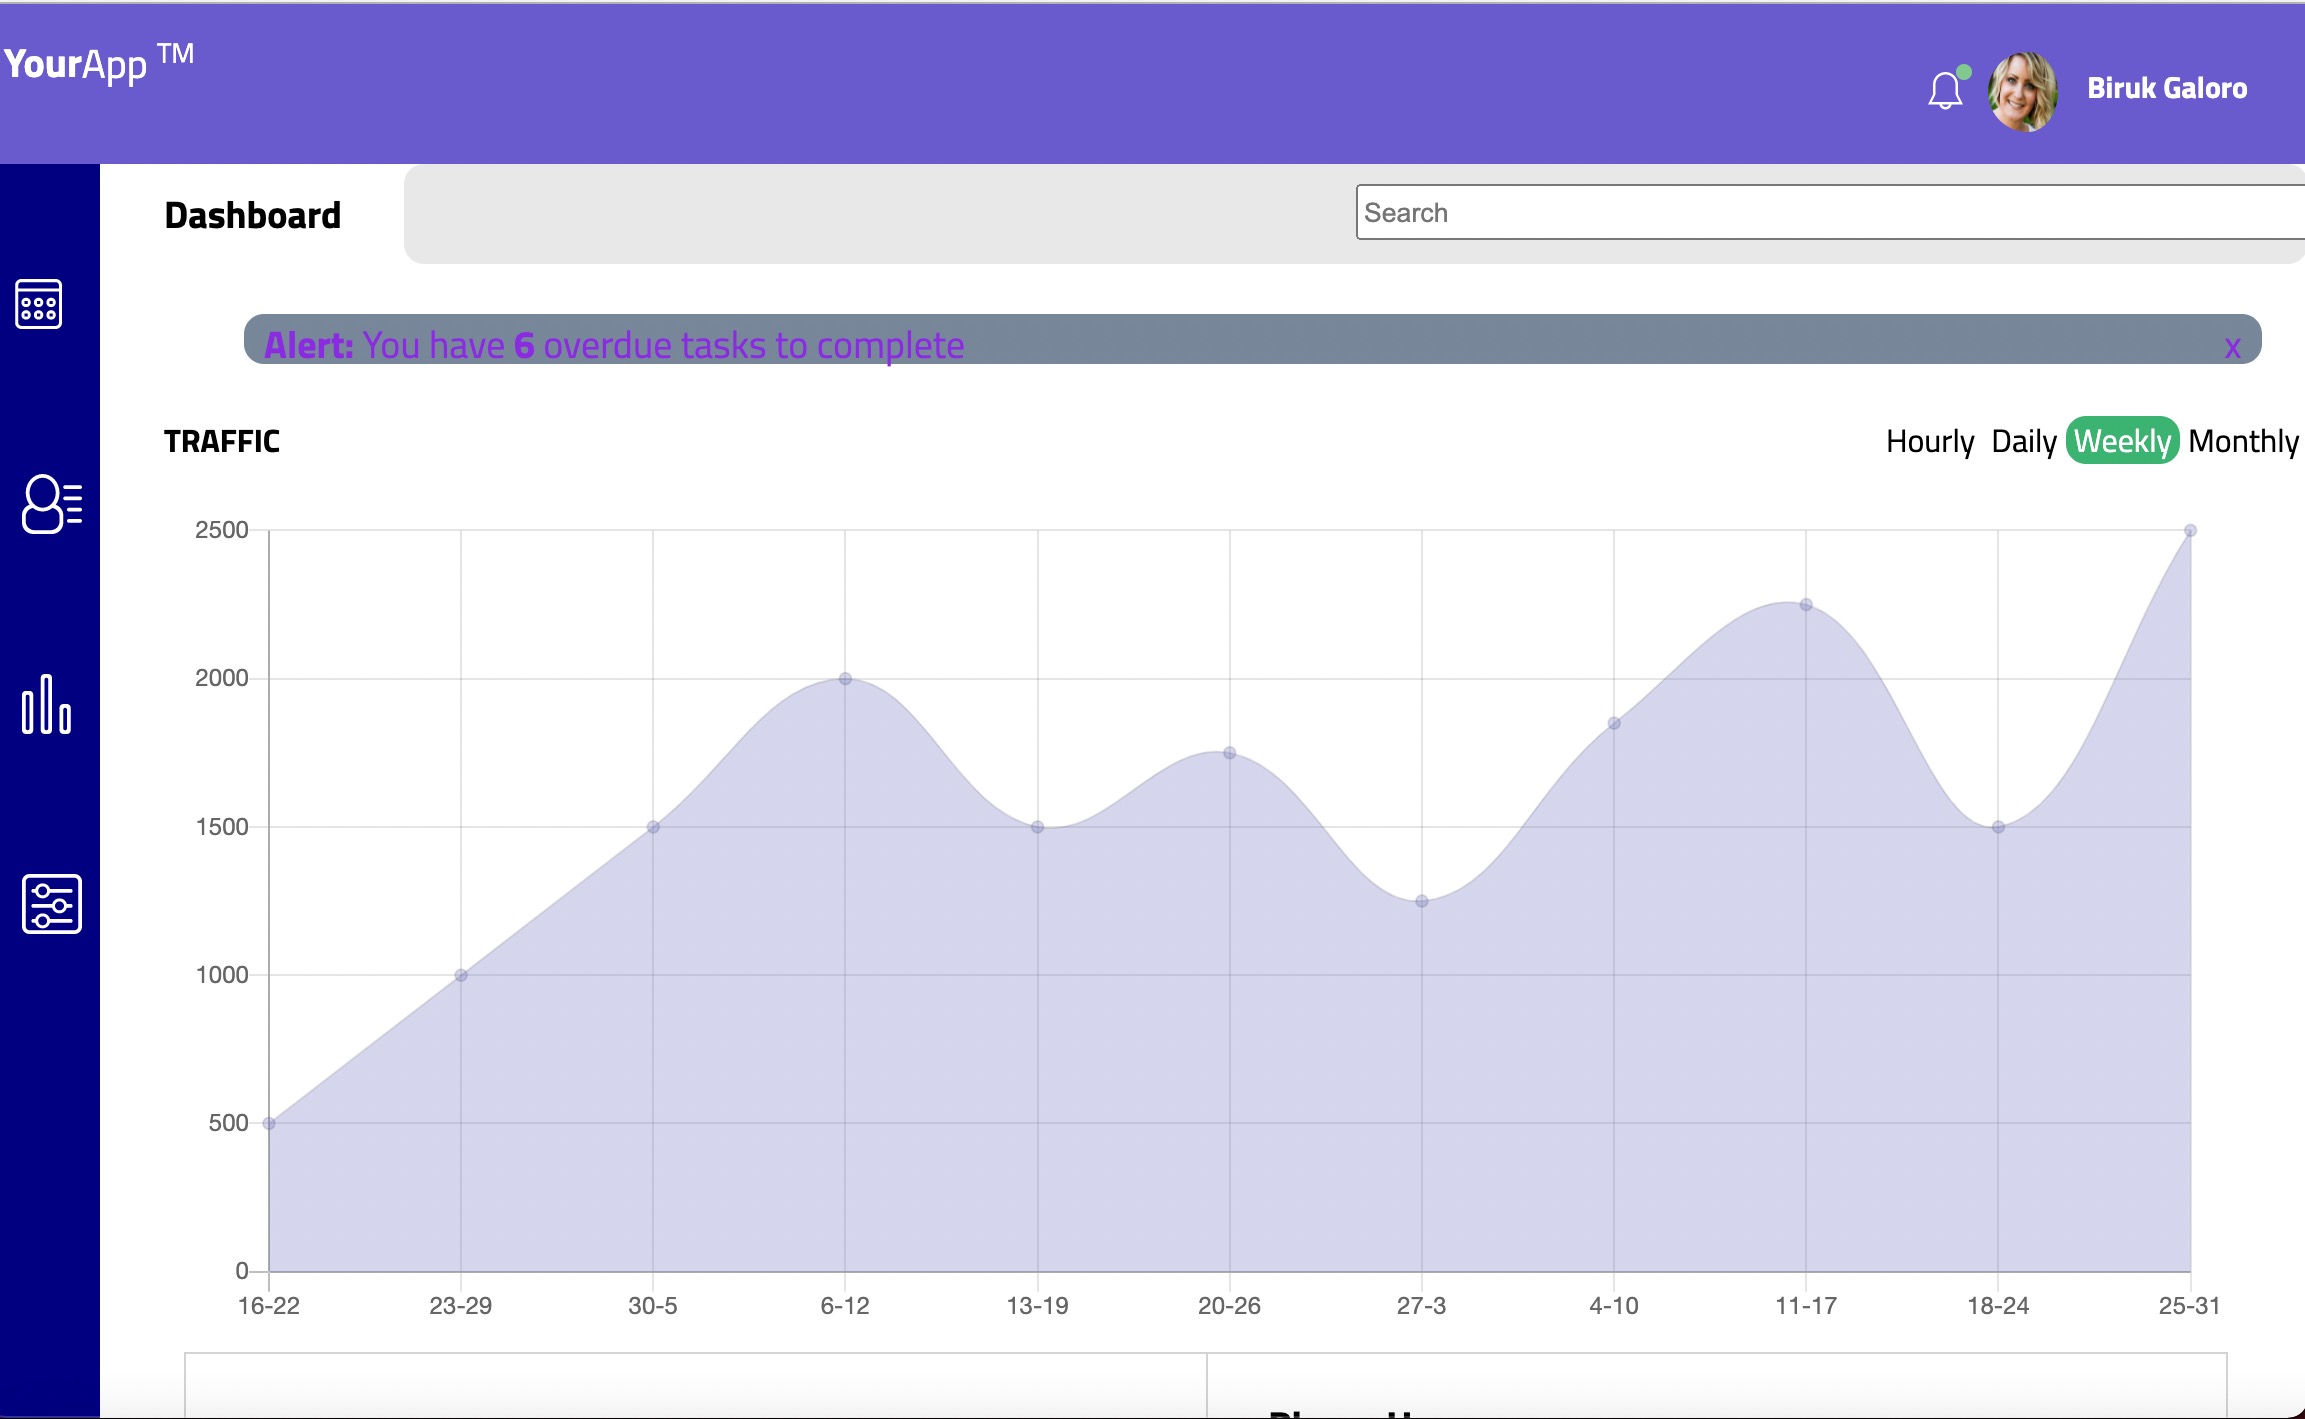 YourApp TM
Biruk Galoro
Dashboard
Search
Alert: You have 6 overdue tasks to complete x
TRAFFIC
Hourly Daily Weekly Monthly
2500
2000
1500
1000
500
0
16-22 23-29 30-5 6-12 13-19 20-26 27-3 4-10 11-17 18-24 25-31